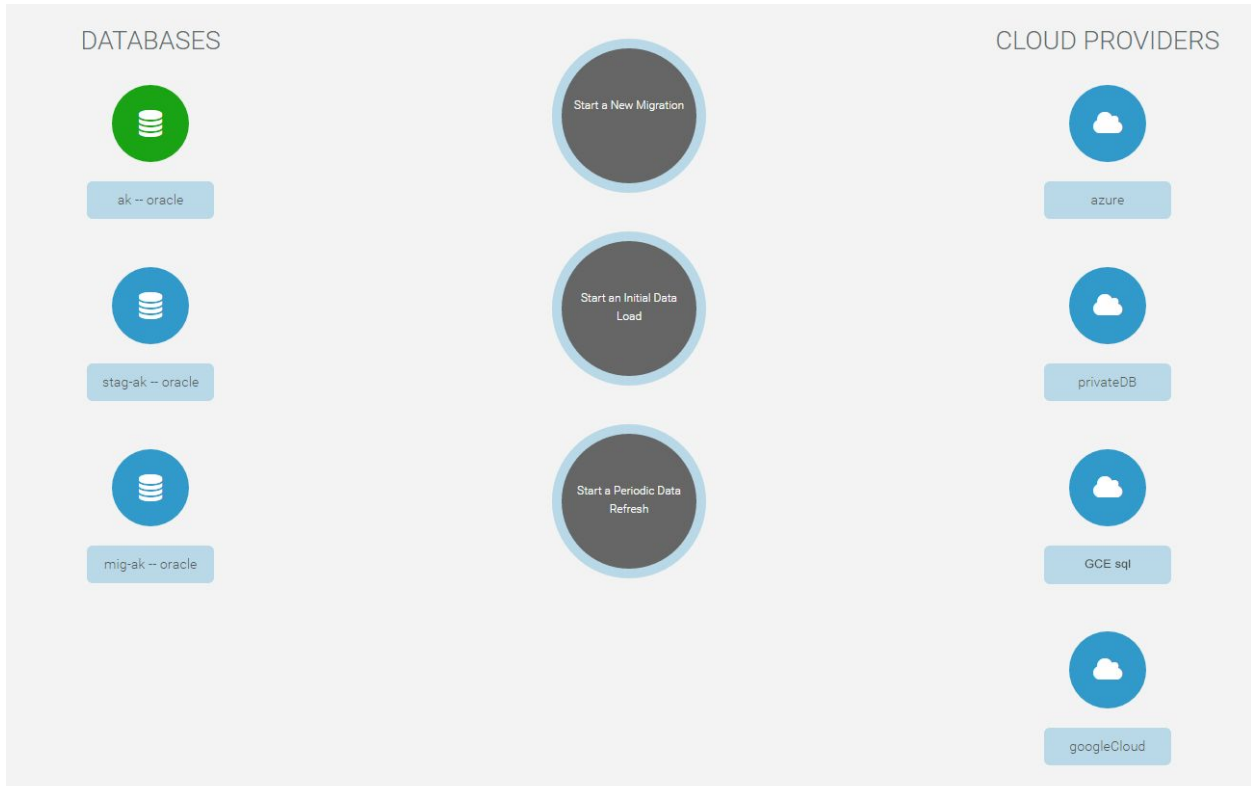 DATABASES
ak -- oracle
stag-ak -- oracle
mig-ak -- oracle
Start a New Migration
Start an Initial Data
Load
Start a Periodic Data
Refresh
CLOUD PROVIDERS
azure
privateDB
GCE sql
googleCloud